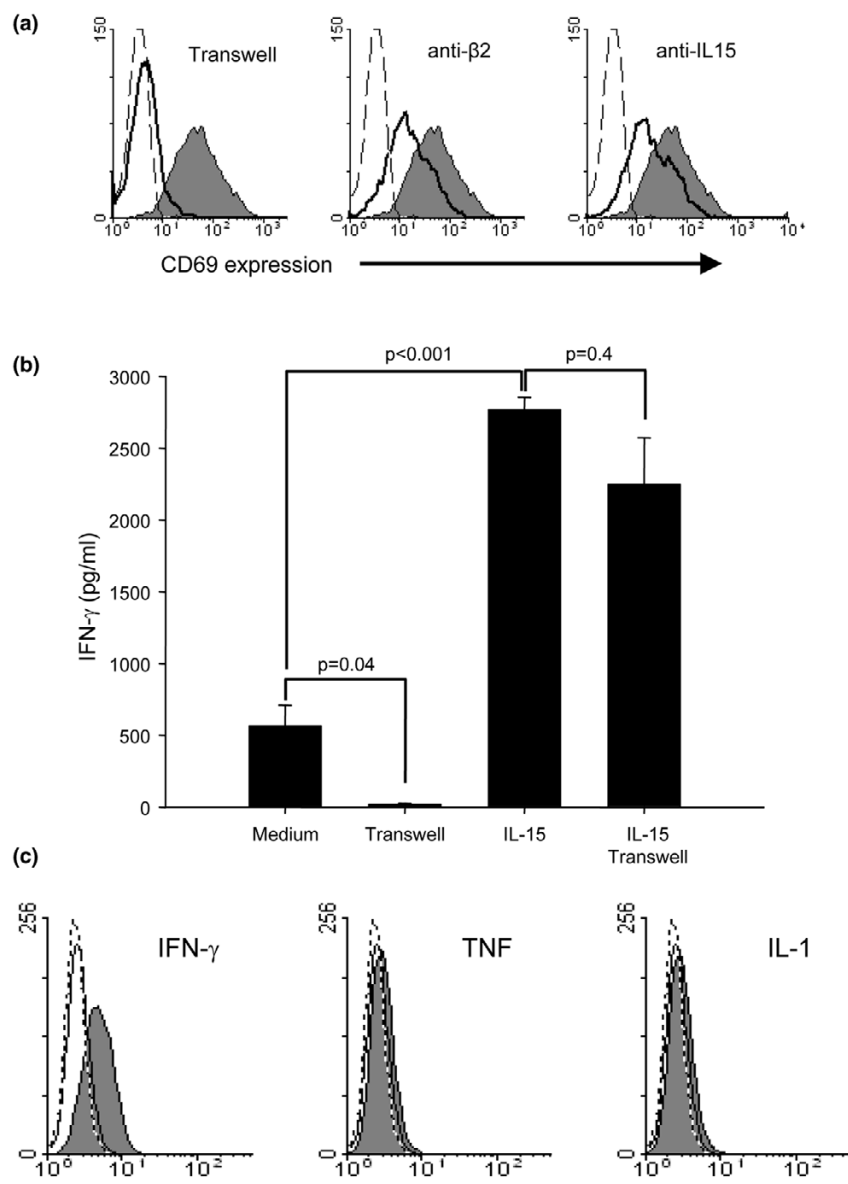 (a)
150
Transwell
anti-β2
150
anti-IL15
0
10⁰ 10¹ 10² 10³
0
10⁰ 10¹ 10² 10³
0
10⁰ 10¹ 10² 10³ 10⁴
CD69 expression
(b)
p<0.001
p=0.4
3000
2500
2000
1500
1000
500
0
IFN-γ (pg/ml)
p=0.04
Medium
Transwell
IL-15
IL-15
Transwell
(c)
256
IFN-γ
256
TNF
256
IL-1
0
10⁰ 10¹ 10²
0
10⁰ 10¹ 10²
0
10⁰ 10¹ 10²